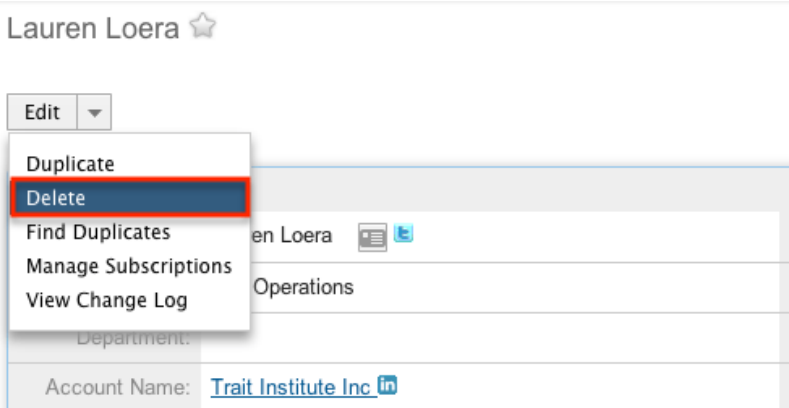 Lauren Loera
Edit
Duplicate
Delete
Find Duplicates
en Loera
Manage Subscriptions
Operations
View Change Log
Department:
Account Name: Trait Institute Inc